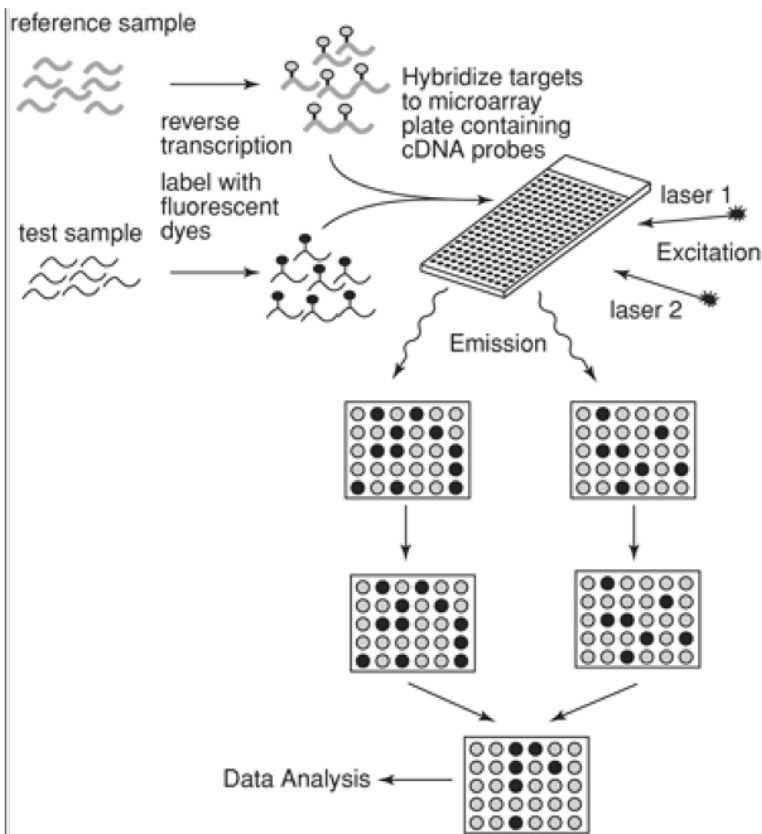 reference sample
Hybridize targets
to microarray
plate containing
cDNA probes
reverse
transcription
label with
fluorescent
dyes
test sample
laser 1
Excitation
laser 2
Emission
Data Analysis